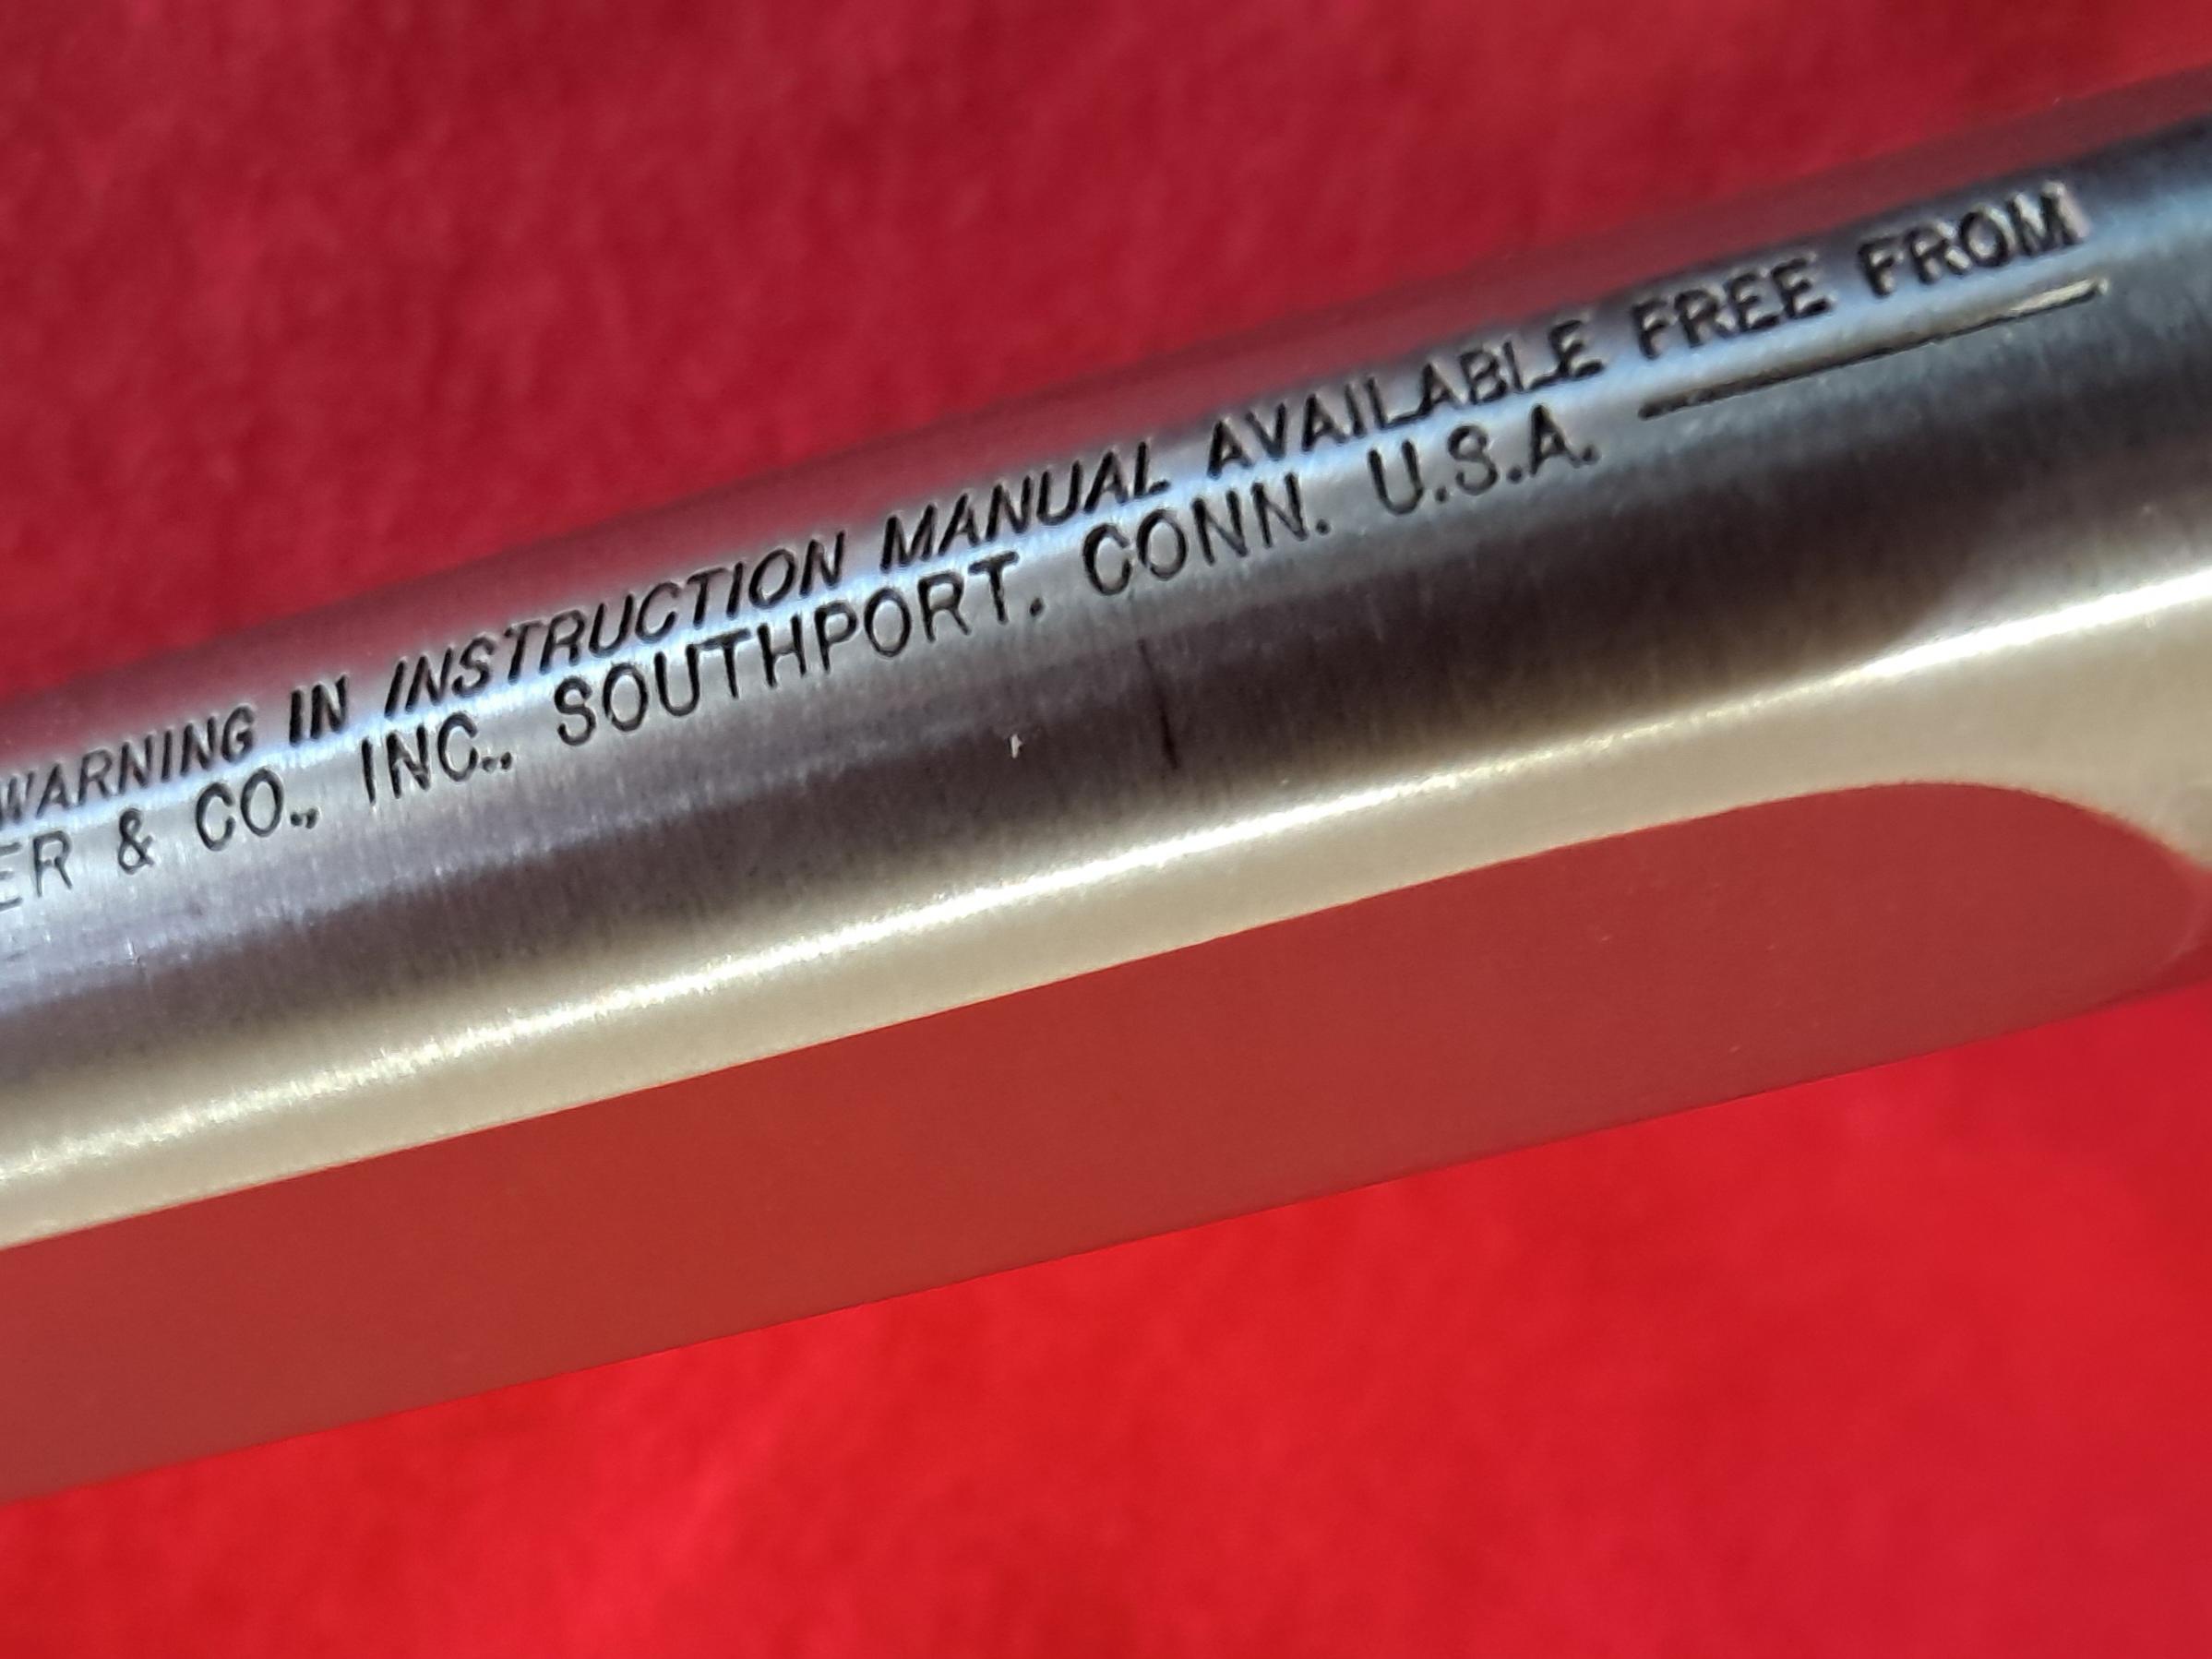 WARNING IN INSTRUCTION MANUAL AVAILABLE FREE FROM
ER & CO., INC., SOUTHPORT. CONN. U.S.A.